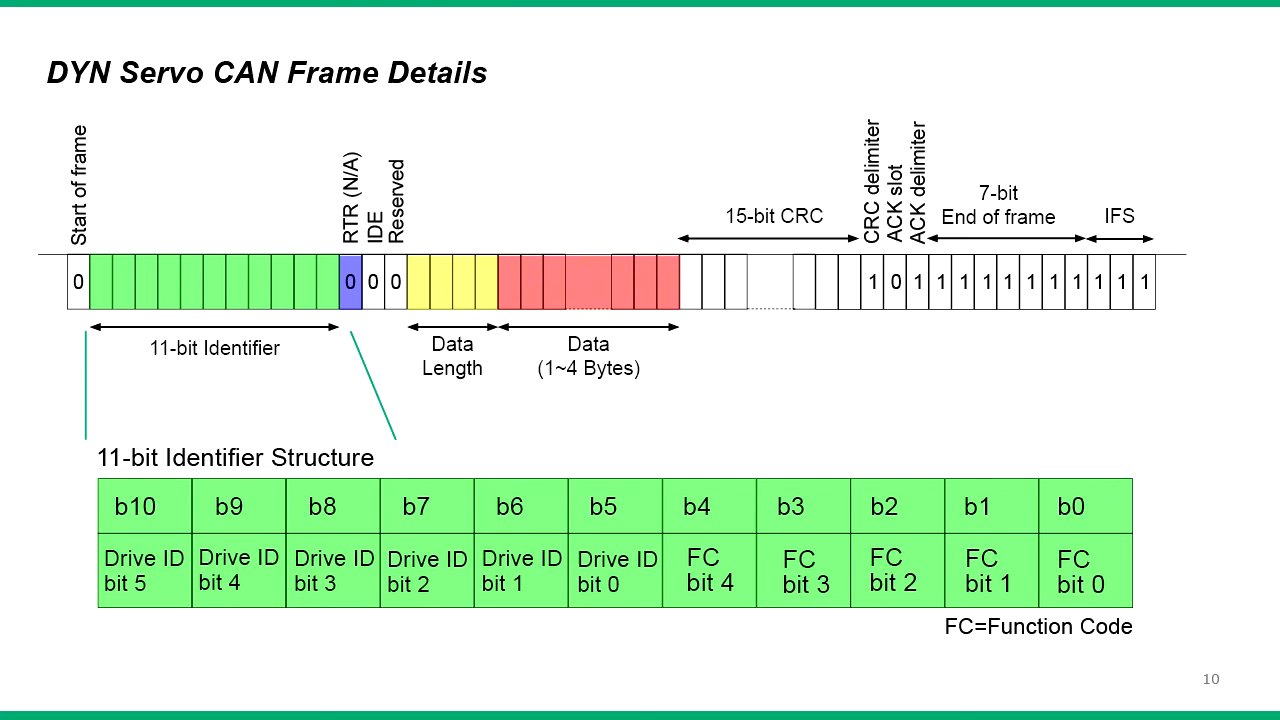 DYN Servo CAN Frame Details
Start of frame
RTR (N/A)
IDE
Reserved
15-bit CRC
CRC delimiter
ACK slot
ACK delimiter
7-bit
End of frame
IFS
0 0 0 0 1 0 1 1 1 1 1 1 1 1 1 1 1
11-bit Identifier
Data
Length
Data
(1~4 Bytes)
11-bit Identifier Structure
b10 b9 b8 b7 b6 b5 b4 b3 b2 b1 b0
Drive ID Drive ID Drive ID Drive ID Drive ID Drive ID FC FC FC FC FC
bit 5 bit 4 bit 3 bit 2 bit 1 bit 0 bit 4 bit 3 bit 2 bit 1 bit 0
FC=Function Code
10